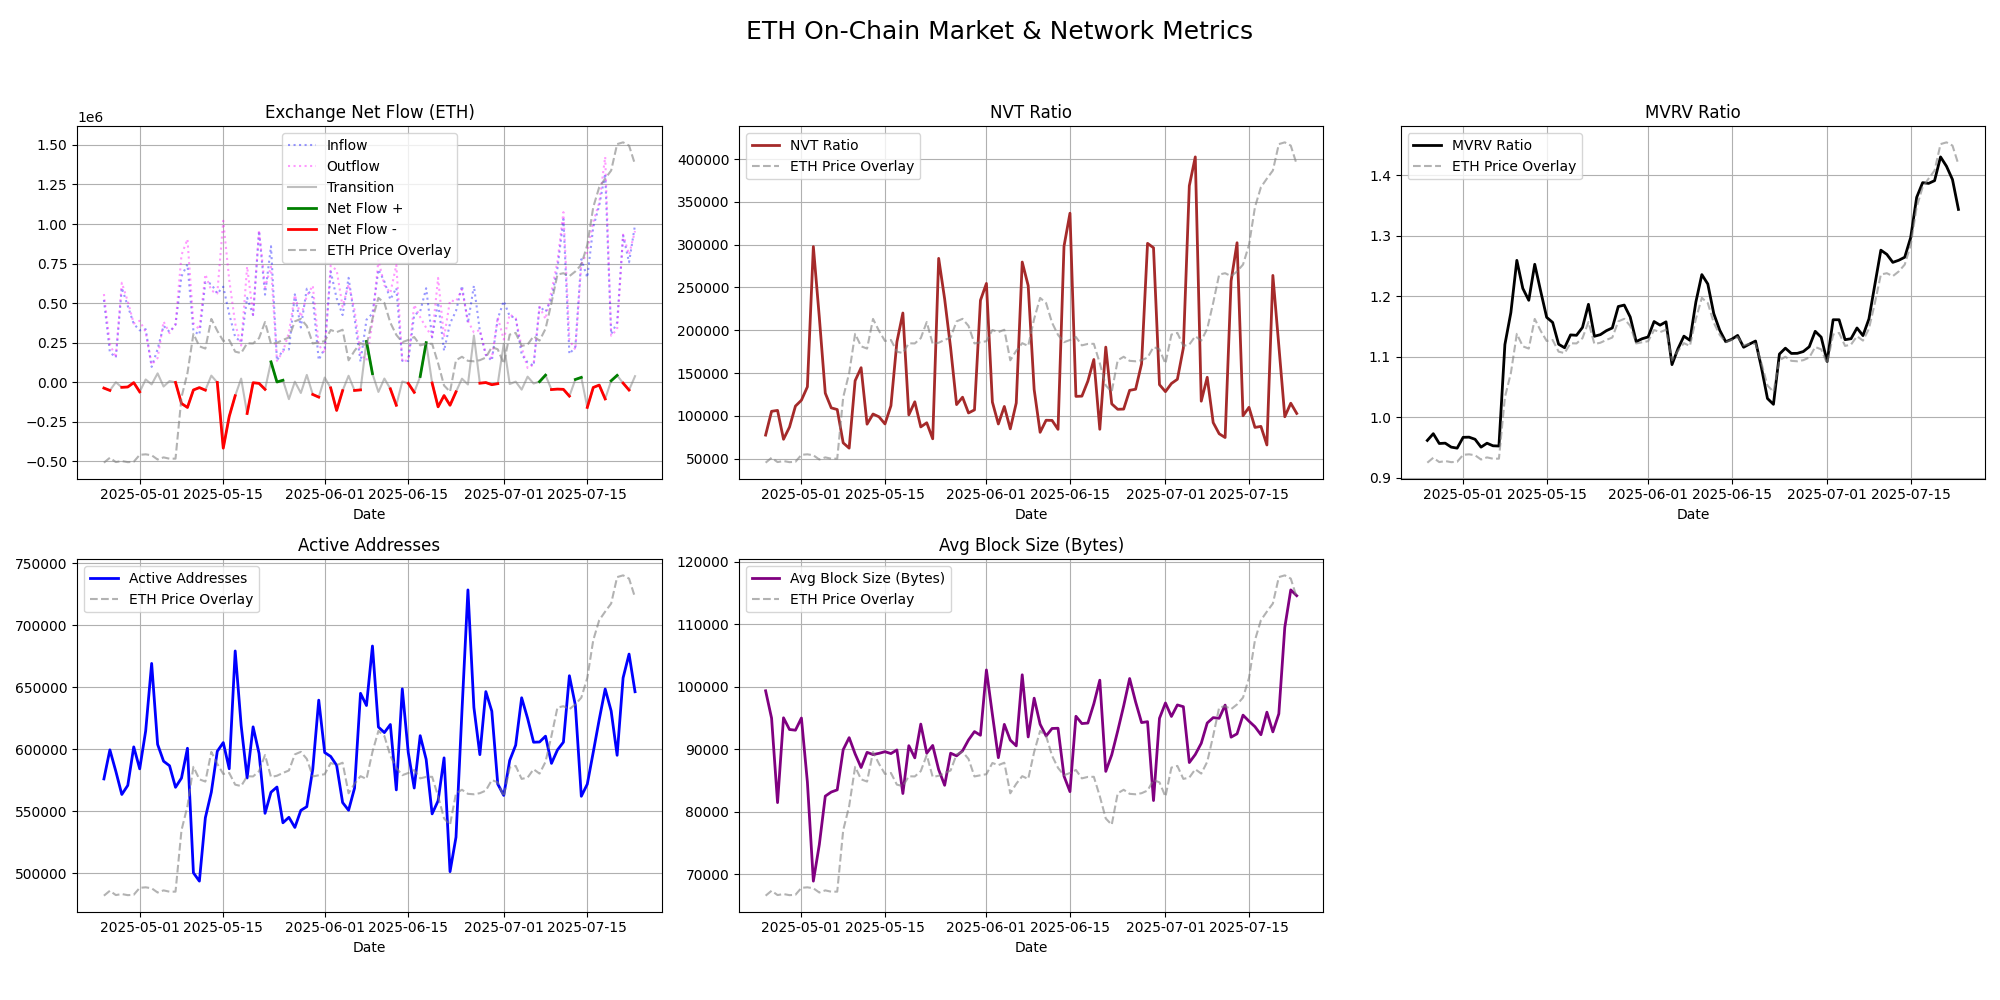 ETH On-Chain Market & Network Metrics
Exchange Net Flow (ETH)
1e6
1.50
1.25
1.00
0.75
0.50
0.25
0.00
−0.25
−0.50
Inflow
Outflow
Transition
Net Flow +
Net Flow -
ETH Price Overlay
2025-05-01 2025-05-15 2025-06-01 2025-06-15 2025-07-01 2025-07-15
Date
NVT Ratio
400000
350000
300000
250000
200000
150000
100000
50000
NVT Ratio
ETH Price Overlay
2025-05-01 2025-05-15 2025-06-01 2025-06-15 2025-07-01 2025-07-15
Date
MVRV Ratio
1.4
1.3
1.2
1.1
1.0
0.9
MVRV Ratio
ETH Price Overlay
2025-05-01 2025-05-15 2025-06-01 2025-06-15 2025-07-01 2025-07-15
Date
Active Addresses
750000
700000
650000
600000
550000
500000
Active Addresses
ETH Price Overlay
2025-05-01 2025-05-15 2025-06-01 2025-06-15 2025-07-01 2025-07-15
Date
Avg Block Size (Bytes)
120000
110000
100000
90000
80000
70000
Avg Block Size (Bytes)
ETH Price Overlay
2025-05-01 2025-05-15 2025-06-01 2025-06-15 2025-07-01 2025-07-15
Date